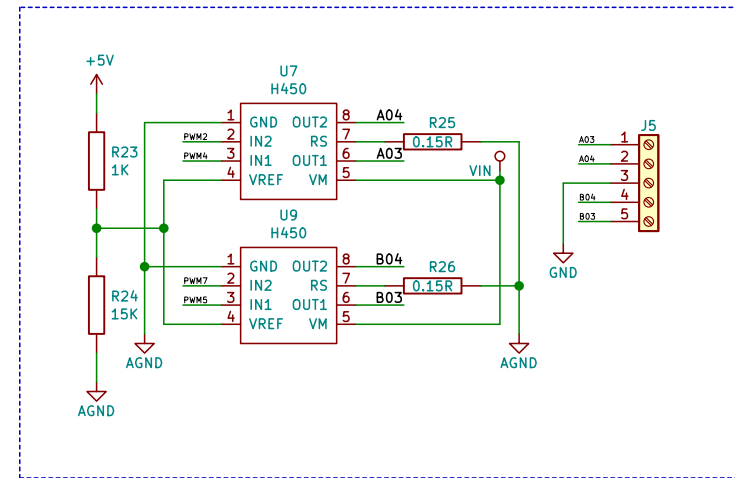 +5V
R23
1K
R24
15K
AGND
AGND
U7
H450
1 GND OUT2 8 A04
PWM2 2 IN2 RS 7
PWM4 3 IN1 OUT1 6 A03
4 VREF VM 5
R25
0.15R
VIN
U9
H450
1 GND OUT2 8 B04
PWM7 2 IN2 RS 7
PWM5 3 IN1 OUT1 6 B03
4 VREF VM 5
R26
0.15R
AGND
J5
A03 1
A04 2
3
B04 4
B03 5
GND